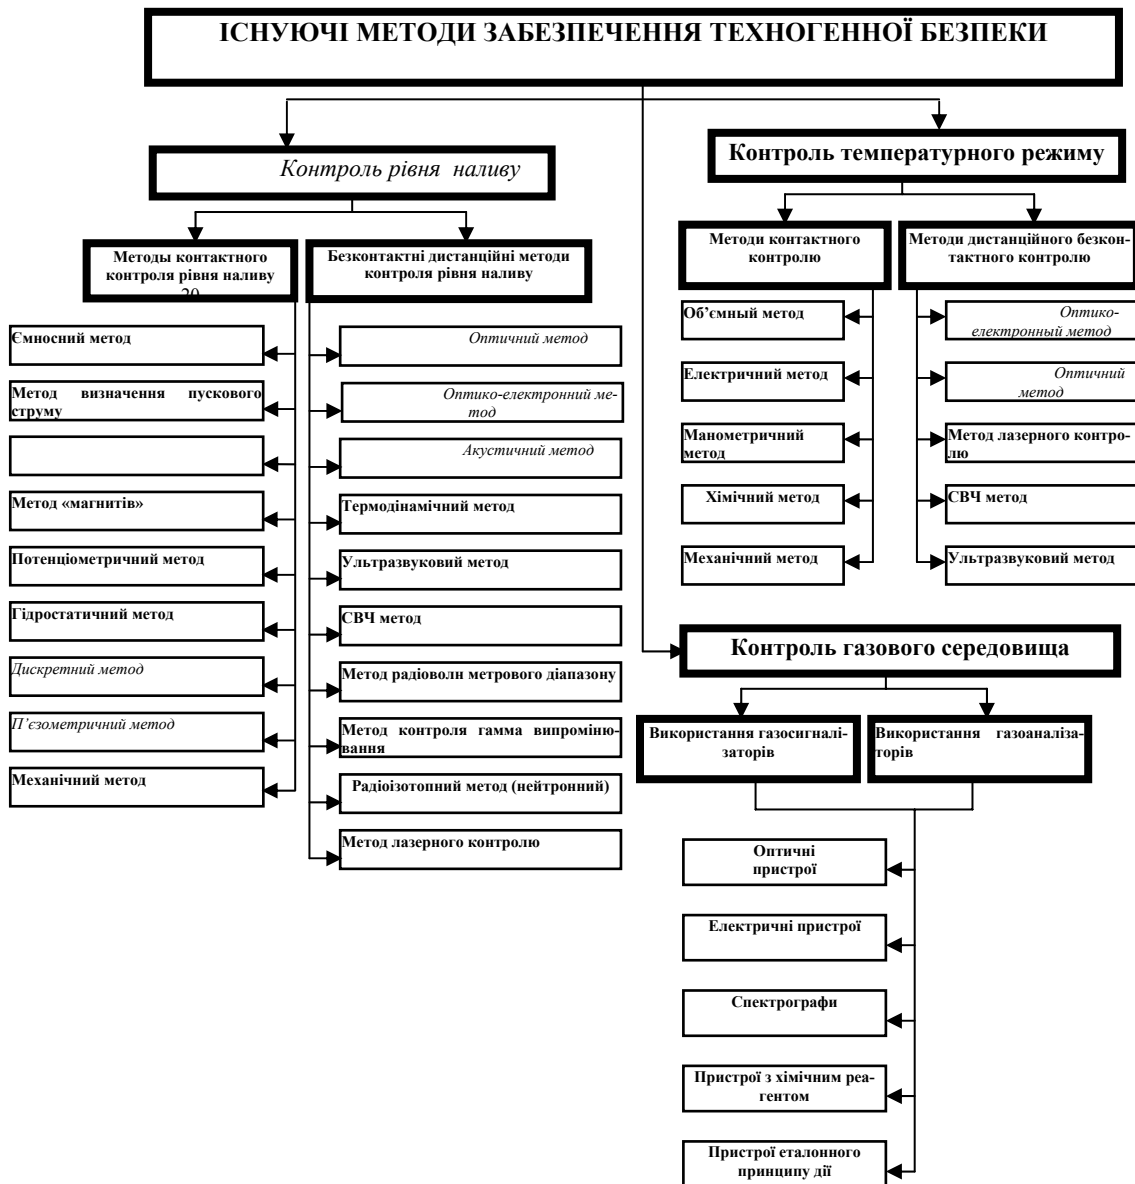 ІСНУЮЧІ МЕТОДИ ЗАБЕЗПЕЧЕННЯ ТЕХНОГЕННОЇ БЕЗПЕКИ
Контроль рівня наливу
Методы контактного
контроля рівня наливу
20
Безконтактні дистанційні методи
контроля рівня наливу
Ємносний метод
Метод визначення пускового
струму
Метод «магнитів»
Потенціометричний метод
Гідростатичний метод
Дискретний метод
П’єзометричний метод
Механічний метод
Оптичний метод
Оптико-електронний ме-
тод
Акустичний метод
Термодінамічний метод
Ультразвуковий метод
СВЧ метод
Метод радіоволн метрового діапазону
Метод контроля гамма випроміню-
вання
Радіоізотопний метод (нейтронний)
Метод лазерного контролю
Контроль температурного режиму
Методи контактного
контролю
Методи дистанційного безкон-
тактного контролю
Об’ємный метод
Електричний метод
Манометричний
метод
Хімічний метод
Механічний метод
Оптико-
електронный метод
Оптичний
метод
Метод лазерного контро-
лю
СВЧ метод
Ультразвуковий метод
Контроль газового середовища
Використання газосигналі-
заторів
Використання газоаналіза-
торів
Оптичні
пристрої
Електричні пристрої
Спектрографи
Пристрої з хімічним реа-
гентом
Пристрої еталонного
принципу дії